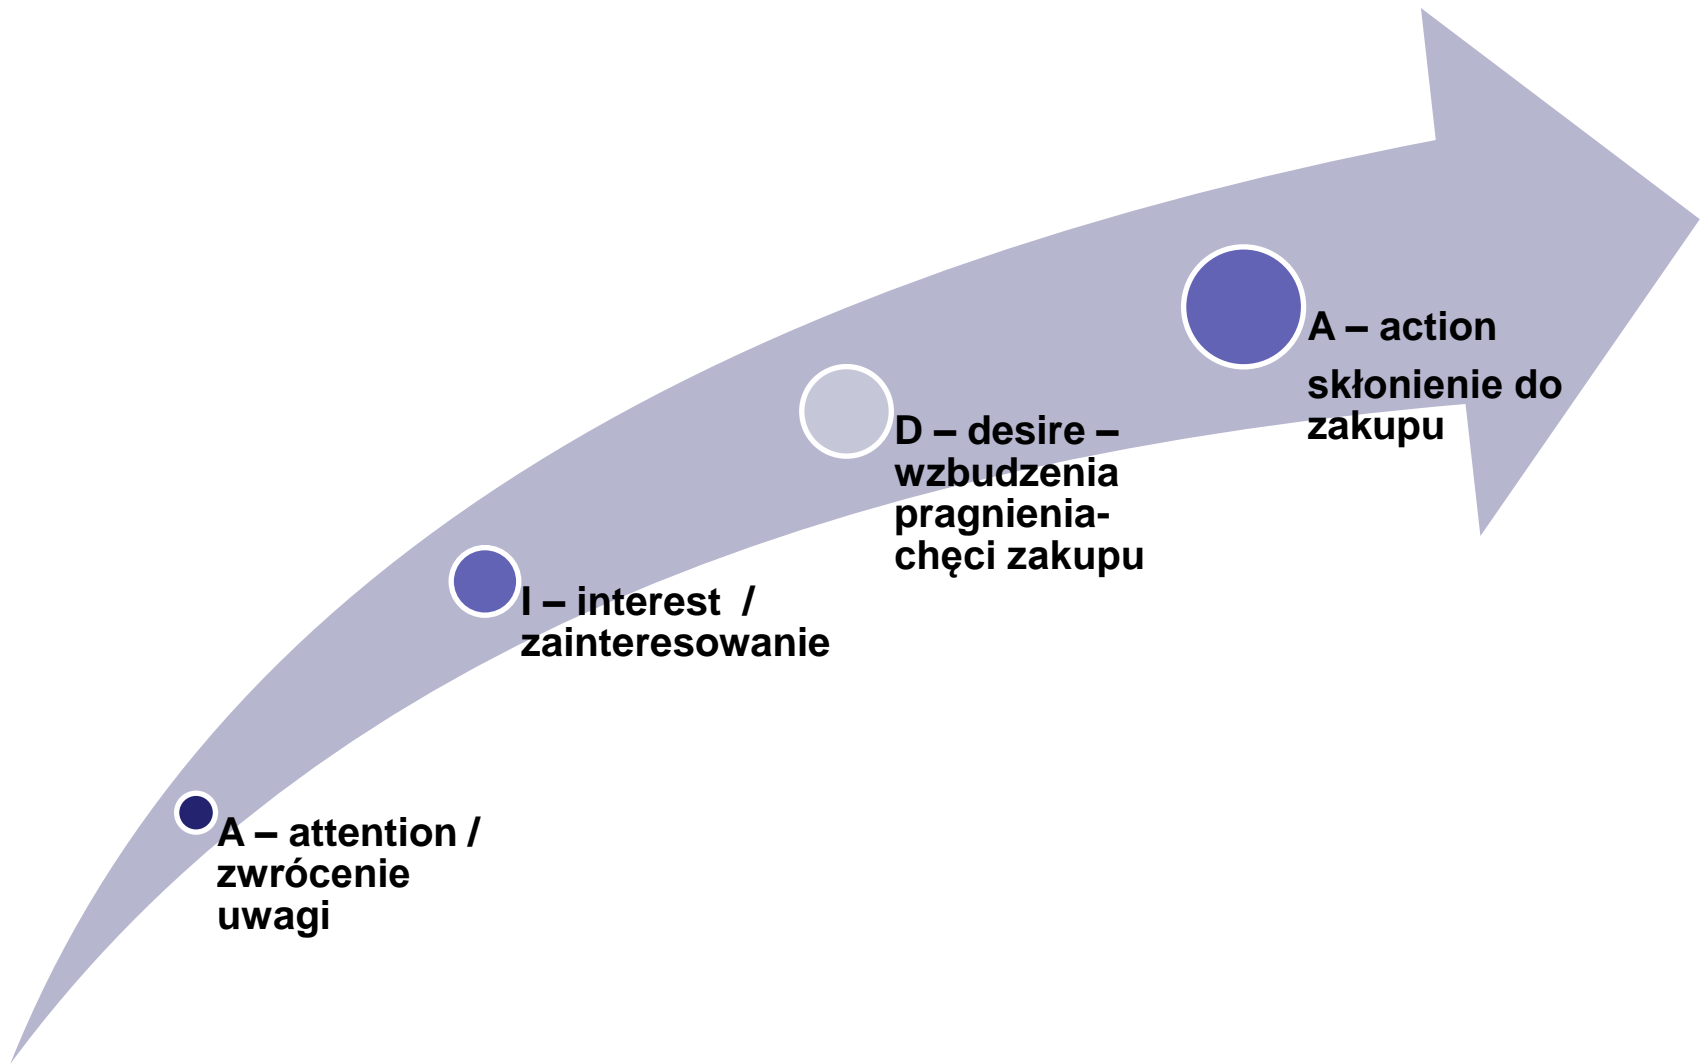 A – attention /
zwrócenie
uwagi
I – interest  /
zainteresowanie
D – desire –
wzbudzenia
pragnienia-
chęci zakupu
A – action
skłonienie do
zakupu